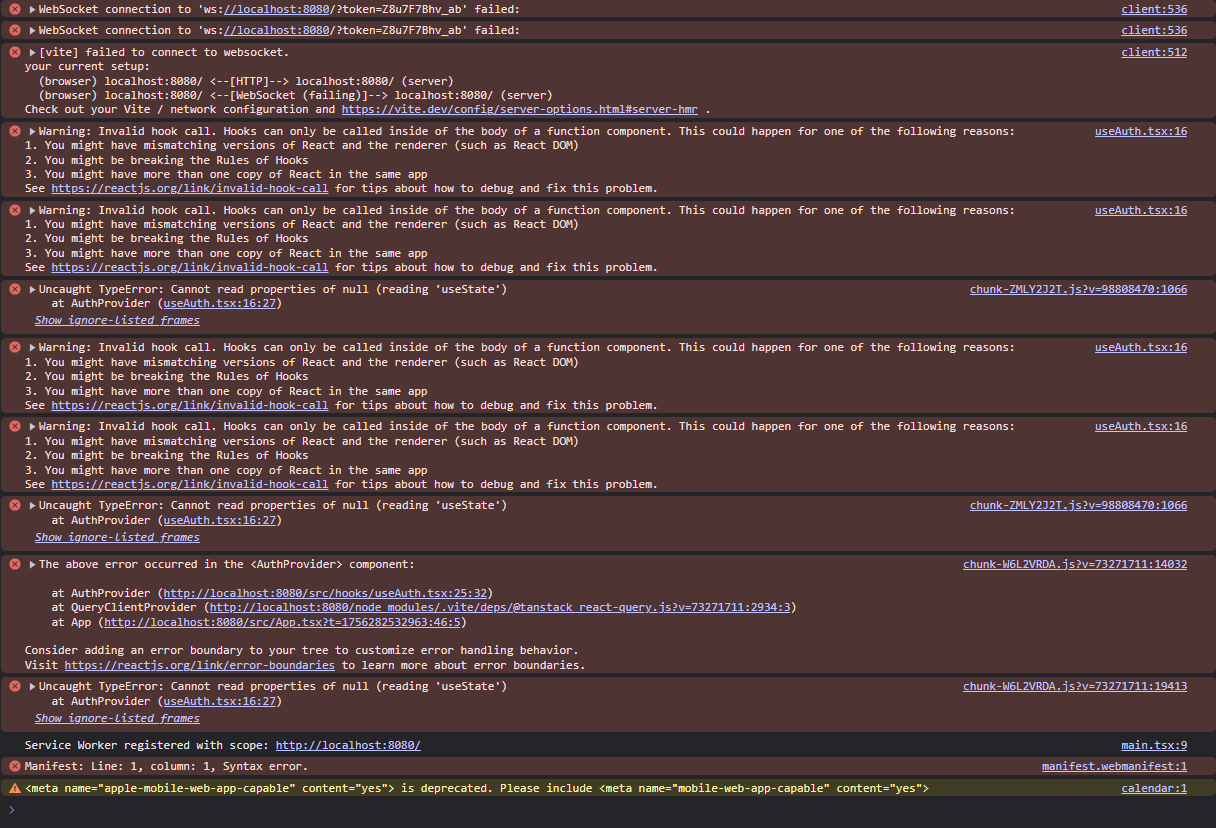 WebSocket connection to 'ws://localhost:8080/?token=Z8u7F7Bhv_ab' failed: client:536
WebSocket connection to 'ws://localhost:8080/?token=Z8u7F7Bhv_ab' failed: client:536
[vite] failed to connect to websocket. client:512
your current setup:
(browser) localhost:8080/ <--[HTTP]--> localhost:8080/ (server)
(browser) localhost:8080/ <--[WebSocket (failing)]--> localhost:8080/ (server)
Check out your Vite / network configuration and https://vite.dev/config/server-options.html#server-hmr .
Warning: Invalid hook call. Hooks can only be called inside of the body of a function component. This could happen for one of the following reasons: useAuth.tsx:16
1. You might have mismatching versions of React and the renderer (such as React DOM)
2. You might be breaking the Rules of Hooks
3. You might have more than one copy of React in the same app
See https://reactjs.org/link/invalid-hook-call for tips about how to debug and fix this problem.
Warning: Invalid hook call. Hooks can only be called inside of the body of a function component. This could happen for one of the following reasons: useAuth.tsx:16
1. You might have mismatching versions of React and the renderer (such as React DOM)
2. You might be breaking the Rules of Hooks
3. You might have more than one copy of React in the same app
See https://reactjs.org/link/invalid-hook-call for tips about how to debug and fix this problem.
Uncaught TypeError: Cannot read properties of null (reading 'useState') chunk-ZMLY2J2T.js?v=98808470:1066
at AuthProvider (useAuth.tsx:16:27)
Show ignore-listed frames
Warning: Invalid hook call. Hooks can only be called inside of the body of a function component. This could happen for one of the following reasons: useAuth.tsx:16
1. You might have mismatching versions of React and the renderer (such as React DOM)
2. You might be breaking the Rules of Hooks
3. You might have more than one copy of React in the same app
See https://reactjs.org/link/invalid-hook-call for tips about how to debug and fix this problem.
Warning: Invalid hook call. Hooks can only be called inside of the body of a function component. This could happen for one of the following reasons: useAuth.tsx:16
1. You might have mismatching versions of React and the renderer (such as React DOM)
2. You might be breaking the Rules of Hooks
3. You might have more than one copy of React in the same app
See https://reactjs.org/link/invalid-hook-call for tips about how to debug and fix this problem.
Uncaught TypeError: Cannot read properties of null (reading 'useState') chunk-ZMLY2J2T.js?v=98808470:1066
at AuthProvider (useAuth.tsx:16:27)
Show ignore-listed frames
The above error occurred in the <AuthProvider> component: chunk-W6L2VRDA.js?v=73271711:14032
at AuthProvider (http://localhost:8080/src/hooks/useAuth.tsx:25:32)
at QueryClientProvider (http://localhost:8080/node_modules/.vite/deps/@tanstack_react-query.js?v=73271711:2934:3)
at App (http://localhost:8080/src/App.tsx?t=1756282532963:46:5)
Consider adding an error boundary to your tree to customize error handling behavior.
Visit https://reactjs.org/link/error-boundaries to learn more about error boundaries.
Uncaught TypeError: Cannot read properties of null (reading 'useState') chunk-W6L2VRDA.js?v=73271711:19413
at AuthProvider (useAuth.tsx:16:27)
Show ignore-listed frames
Service Worker registered with scope: http://localhost:8080/ main.tsx:9
Manifest: Line: 1, column: 1, Syntax error. manifest.webmanifest:1
<meta name="apple-mobile-web-app-capable" content="yes"> is deprecated. Please include <meta name="mobile-web-app-capable" content="yes"> calendar:1